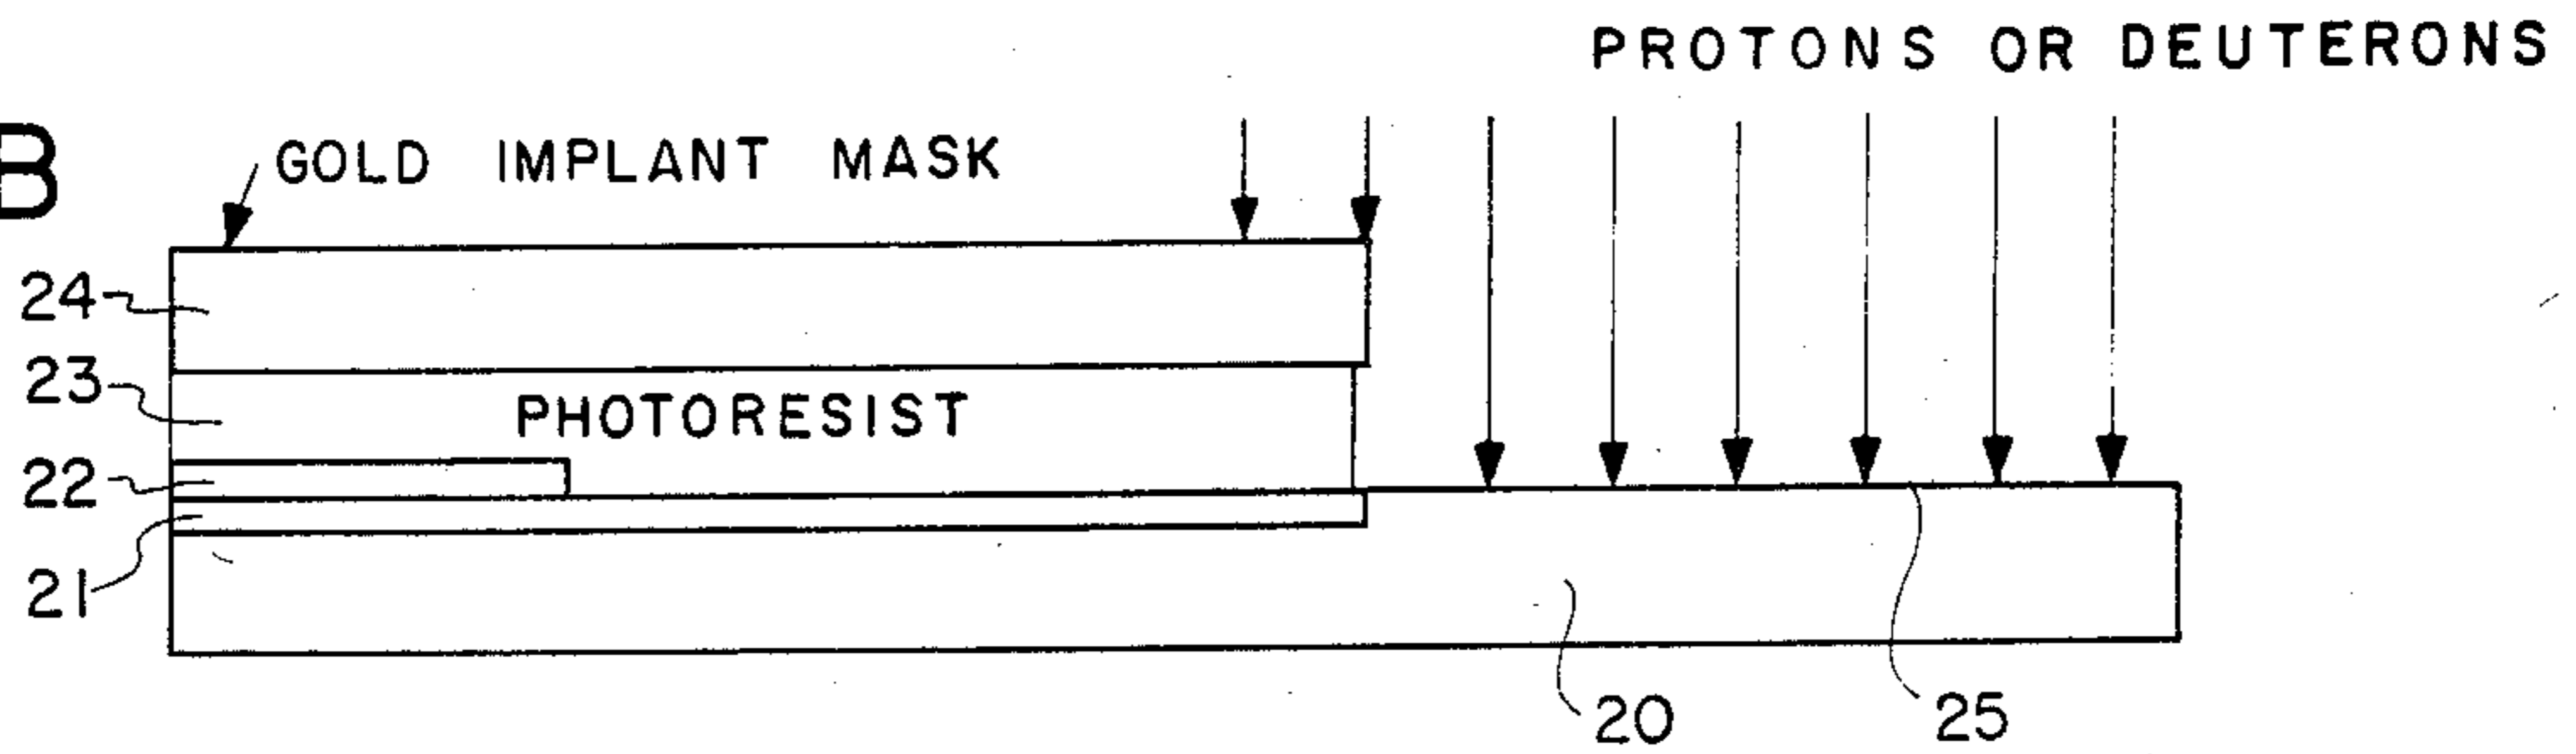 PROTONS OR DEUTERONS
B
GOLD IMPLANT MASK
24
23
PHOTORESIST
22
21
20
25